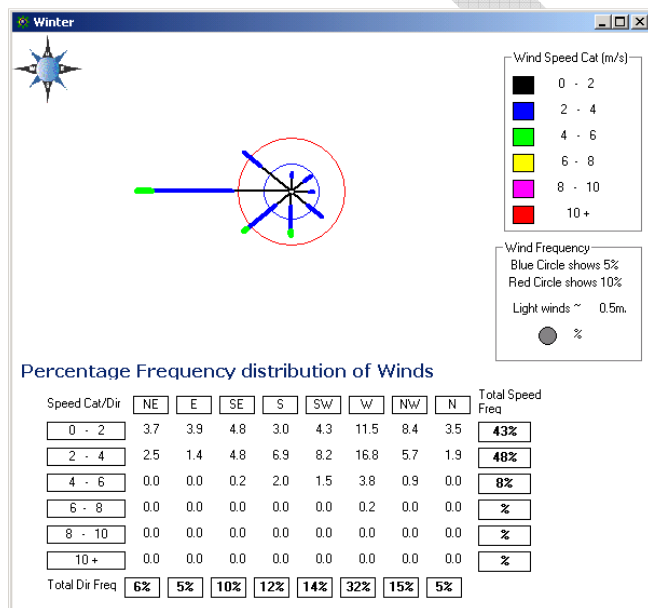 Winter
Wind Speed Cat (m/s)
0 - 2
2 - 4
4 - 6
6 - 8
8 - 10
10 +
Wind Frequency
Blue Circle shows 5%
Red Circle shows 10%
Light winds ~ 0.5m.
%
Percentage Frequency distribution of Winds
Speed Cat/Dir NE E SE S SW W NW N Total Speed Freq
0 - 2 3.7 3.9 4.8 3.0 4.3 11.5 8.4 3.5 43%
2 - 4 2.5 1.4 4.8 6.9 8.2 16.8 5.7 1.9 48%
4 - 6 0.0 0.0 0.2 2.0 1.5 3.8 0.9 0.0 8%
6 - 8 0.0 0.0 0.0 0.0 0.0 0.2 0.0 0.0 %
8 - 10 0.0 0.0 0.0 0.0 0.0 0.0 0.0 0.0 %
10 + 0.0 0.0 0.0 0.0 0.0 0.0 0.0 0.0 %
Total Dir Freq 6% 5% 10% 12% 14% 32% 15% 5%